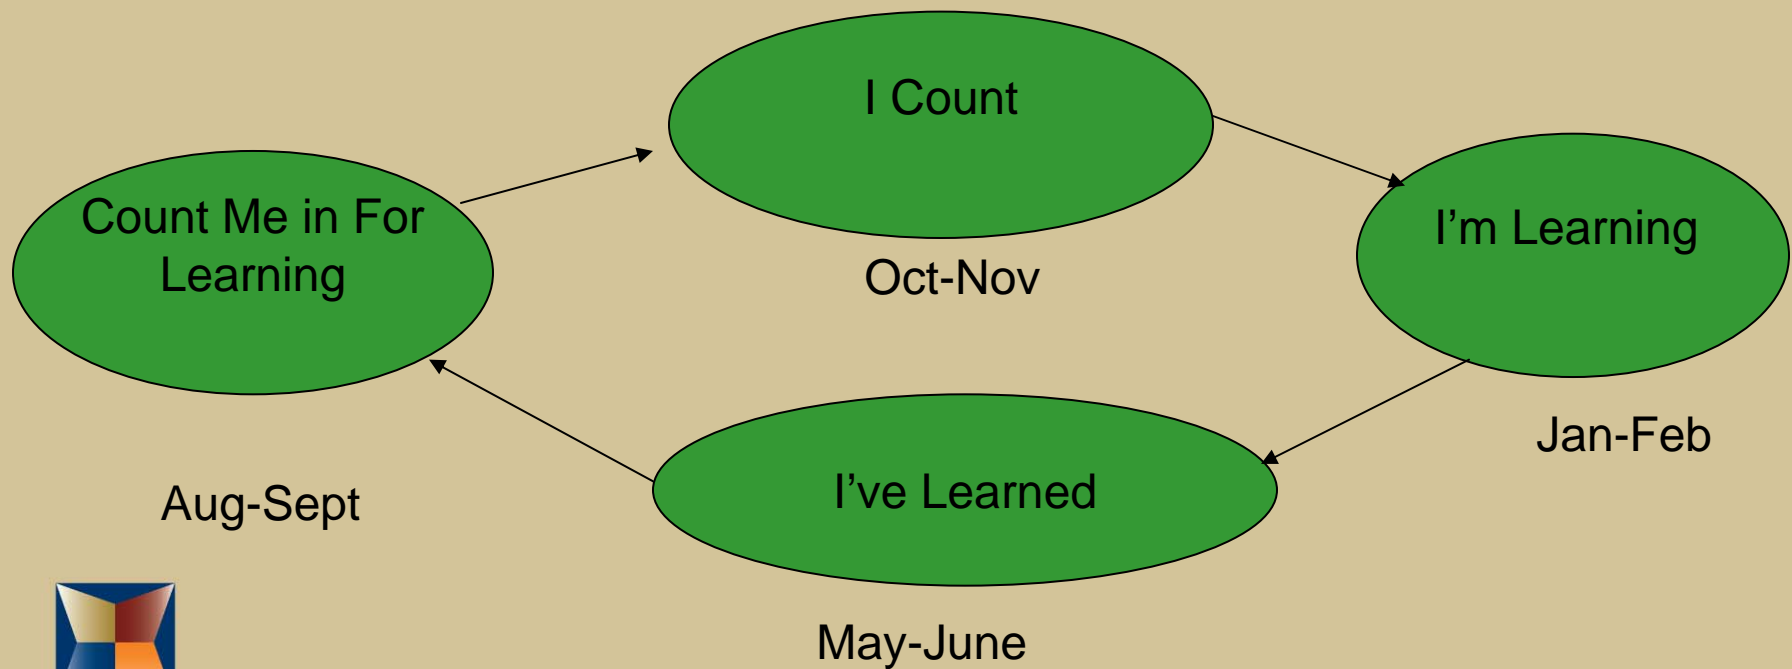 I Count
Count Me in For
Learning
I'm Learning
Oct-Nov
Jan-Feb
I've Learned
Aug-Sept
May-June